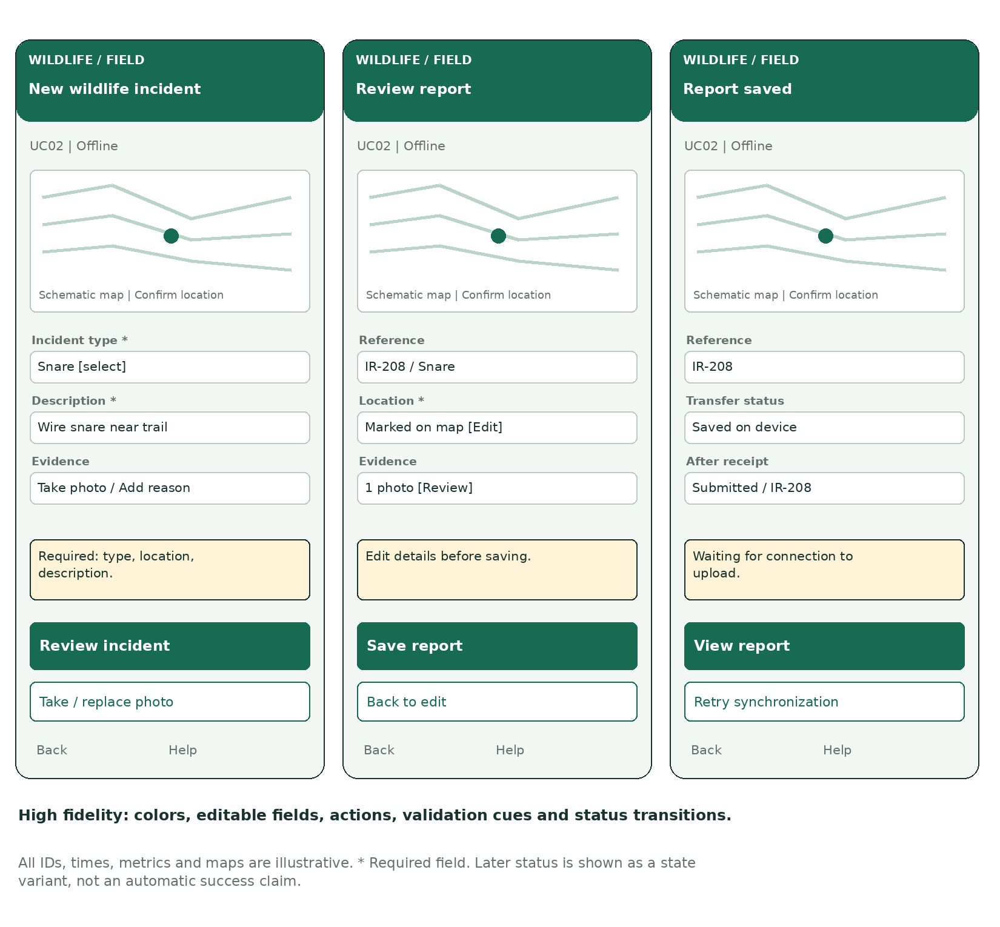 WILDLIFE / FIELD
New wildlife incident
UC02 | Offline
Schematic map | Confirm location
Incident type *
Snare [select]
Description *
Wire snare near trail
Evidence
Take photo / Add reason
Required: type, location,
description.
Review incident
Take / replace photo
Back
Help
WILDLIFE / FIELD
Review report
UC02 | Offline
Schematic map | Confirm location
Reference
IR-208 / Snare
Location *
Marked on map [Edit]
Evidence
1 photo [Review]
Edit details before saving.
Save report
Back to edit
Back
Help
WILDLIFE / FIELD
Report saved
UC02 | Offline
Schematic map | Confirm location
Reference
IR-208
Transfer status
Saved on device
After receipt
Submitted / IR-208
Waiting for connection to
upload.
View report
Retry synchronization
Back
Help
High fidelity: colors, editable fields, actions, validation cues and status transitions.
All IDs, times, metrics and maps are illustrative. * Required field. Later status is shown as a state
variant, not an automatic success claim.